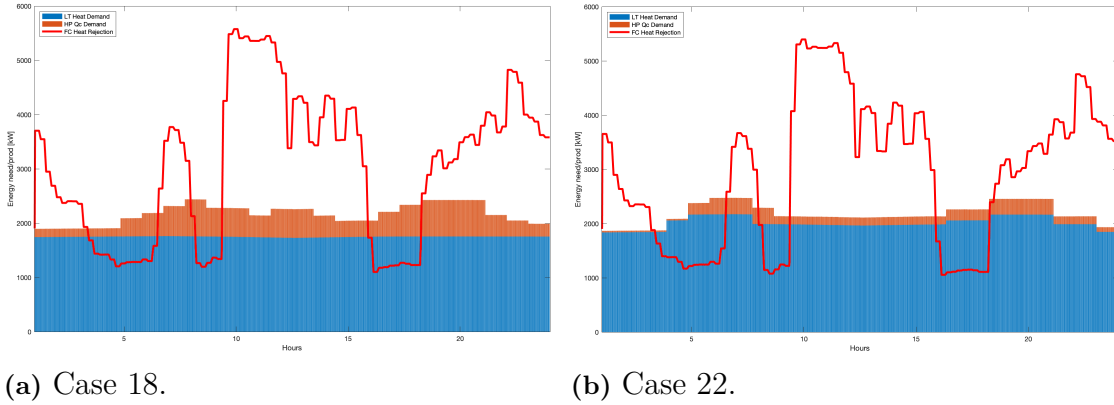 6000
5000
4000
3000
2000
1000
0
Energy need/prod [kW]
LT Heat Demand
HP Qc Demand
FC Heat Rejection
5
10
15
20
Hours
(a) Case 18.
6000
5000
4000
3000
2000
1000
0
Energy need/prod [kW]
LT Heat Demand
HP Qc Demand
FC Heat Rejection
5
10
15
20
Hours
(b) Case 22.